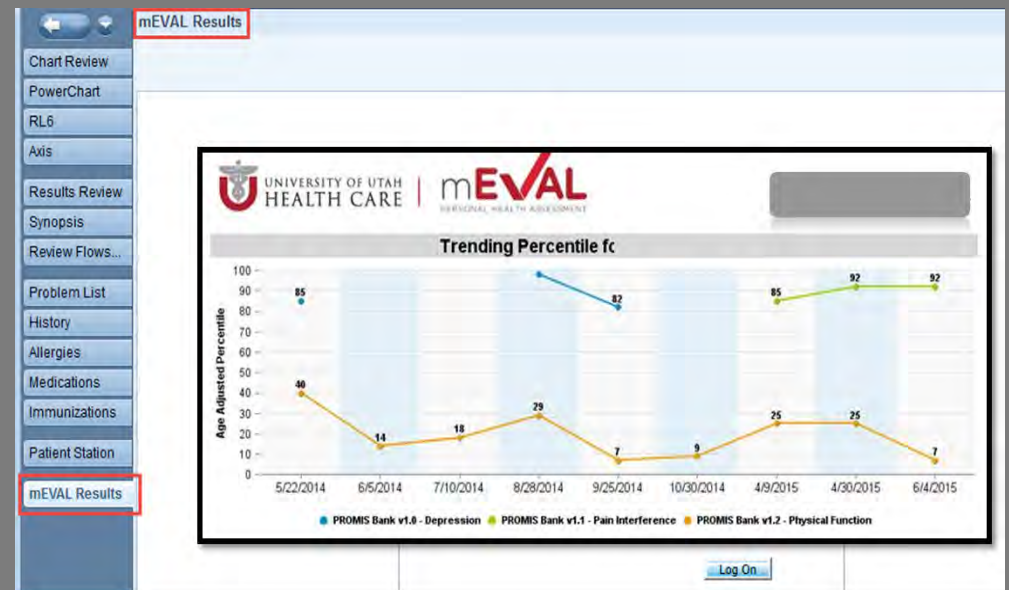 mEVAL Results
Chart Review
PowerChart
RL6
Axis
Results Review
Synopsis
Review Flows...
Problem List
History
Allergies
Medications
Immunizations
Patient Station
mEVAL Results
UNIVERSITY OF UTAH
HEALTH CARE
mEVAL
PERSONAL HEALTH ASSESSMENT
Trending Percentile fo
Age Adjusted Percentile
100
90
80
70
60
50
40
30
20
10
0
85
82
85
92
92
40
14
18
29
7
9
25
25
7
5/22/2014 6/5/2014 7/10/2014 8/28/2014 9/25/2014 10/30/2014 4/9/2015 4/30/2015 6/4/2015
PROMIS Bank v1.0 - Depression PROMIS Bank v1.1 - Pain Interference PROMIS Bank v1.2 - Physical Function
Log On